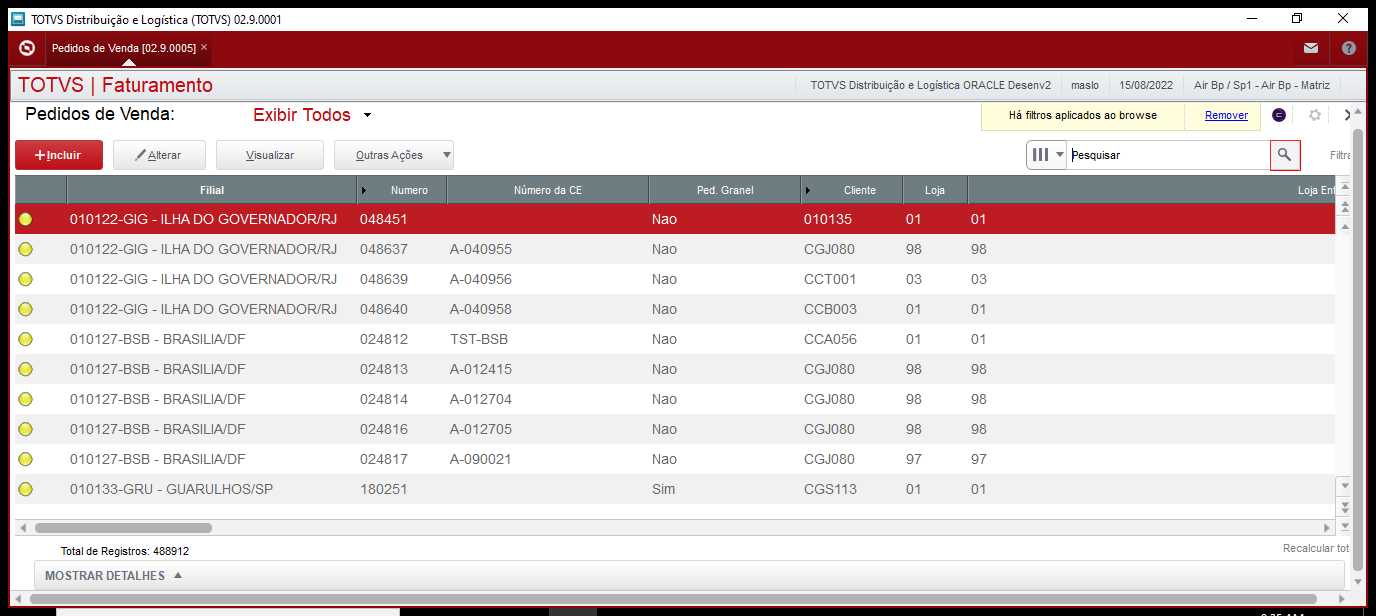 TOTVS Distribuição e Logística (TOTVS) 02.9.0001
Pedidos de Venda [02.9.0005] ×
TOTVS | Faturamento
TOTVS Distribuição e Logística ORACLE Desenv2 maslo 15/08/2022 Air Bp / Sp1 - Air Bp - Matriz
Pedidos de Venda: Exibir Todos Há filtros aplicados ao browse Remover
+Incluir Alterar Visualizar Outras Ações Pesquisar Filtra
Filial Numero Número da CE Ped. Granel Cliente Loja Loja Ent
010122-GIG - ILHA DO GOVERNADOR/RJ 048451 Nao 010135 01 01
010122-GIG - ILHA DO GOVERNADOR/RJ 048637 A-040955 Nao CGJ080 98 98
010122-GIG - ILHA DO GOVERNADOR/RJ 048639 A-040956 Nao CCT001 03 03
010122-GIG - ILHA DO GOVERNADOR/RJ 048640 A-040958 Nao CCB003 01 01
010127-BSB - BRASILIA/DF 024812 TST-BSB Nao CCA056 01 01
010127-BSB - BRASILIA/DF 024813 A-012415 Nao CGJ080 98 98
010127-BSB - BRASILIA/DF 024814 A-012704 Nao CGJ080 98 98
010127-BSB - BRASILIA/DF 024816 A-012705 Nao CGJ080 98 98
010127-BSB - BRASILIA/DF 024817 A-090021 Nao CGJ080 97 97
010133-GRU - GUARULHOS/SP 180251 Sim CGS113 01 01
Total de Registros: 488912
Recalcular tot
MOSTRAR DETALHES